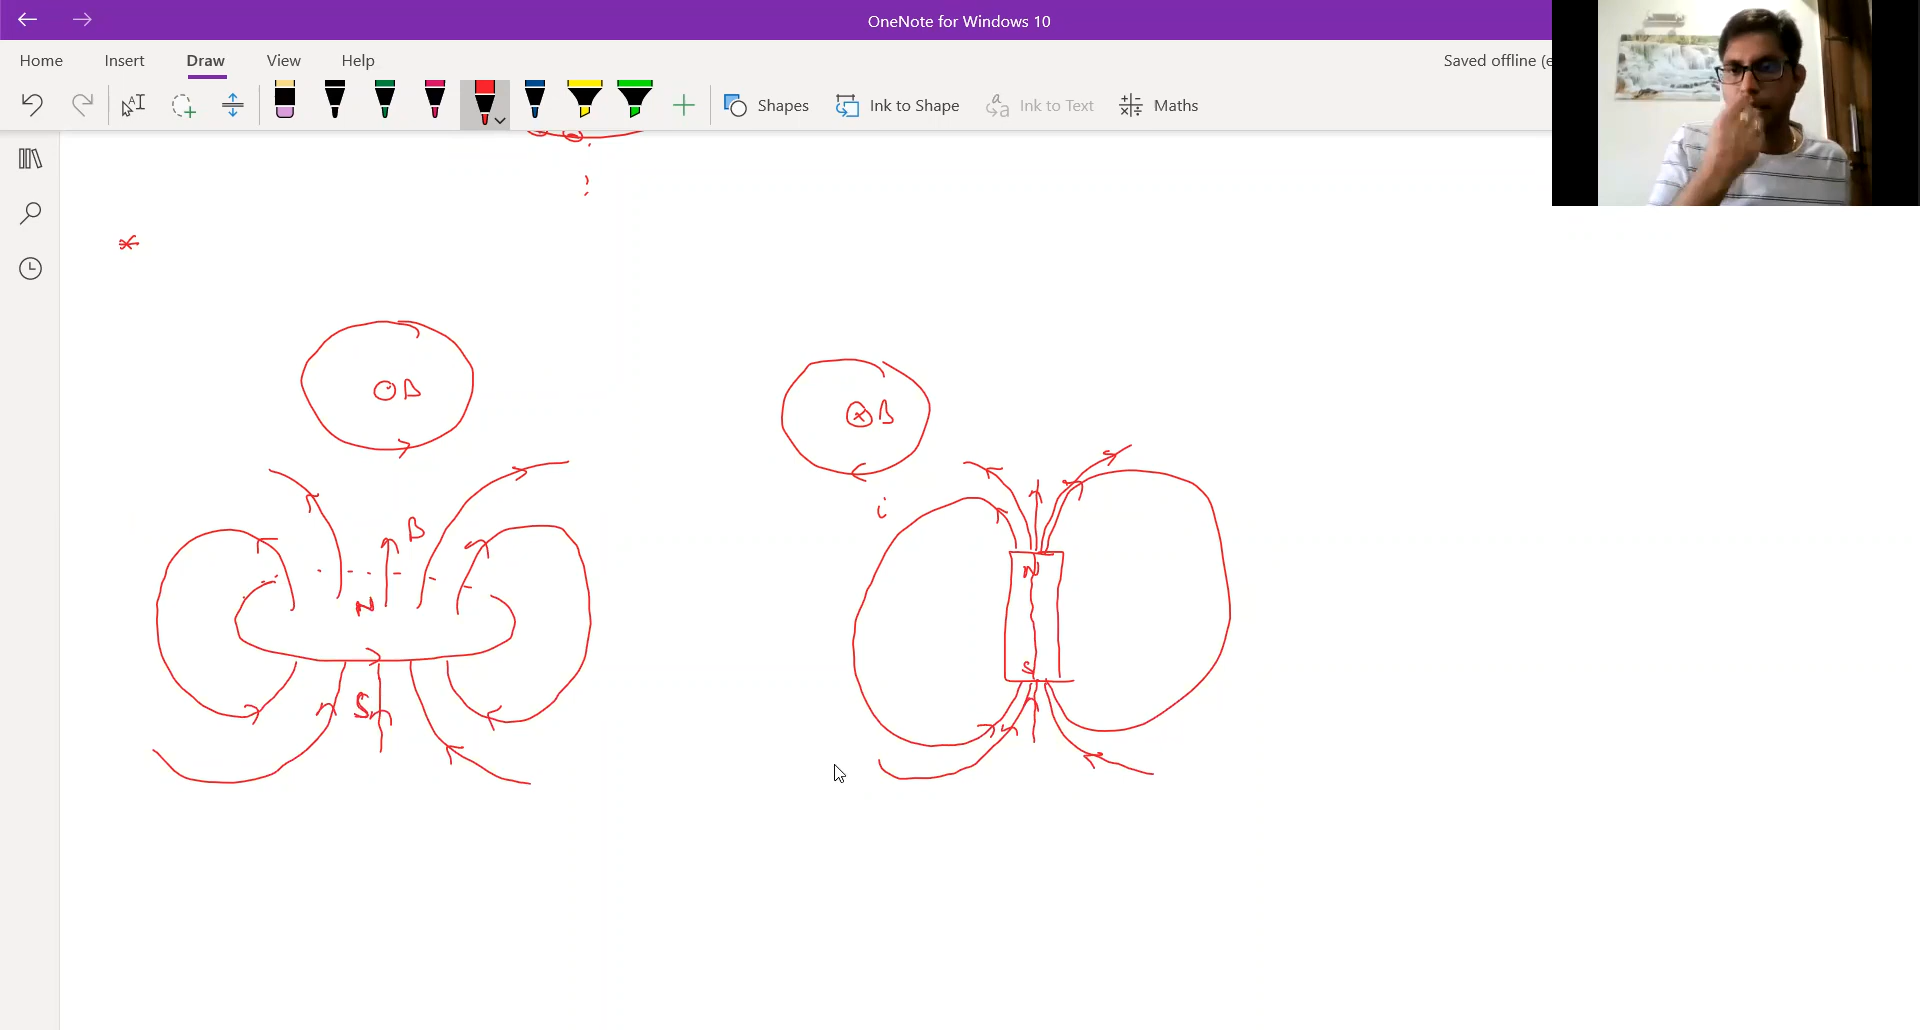 OneNote for Windows 10
Home Insert Draw View Help
Saved offline (e
Shapes Ink to Shape Ink to Text Maths
B
B
i
B
N
S
N
S